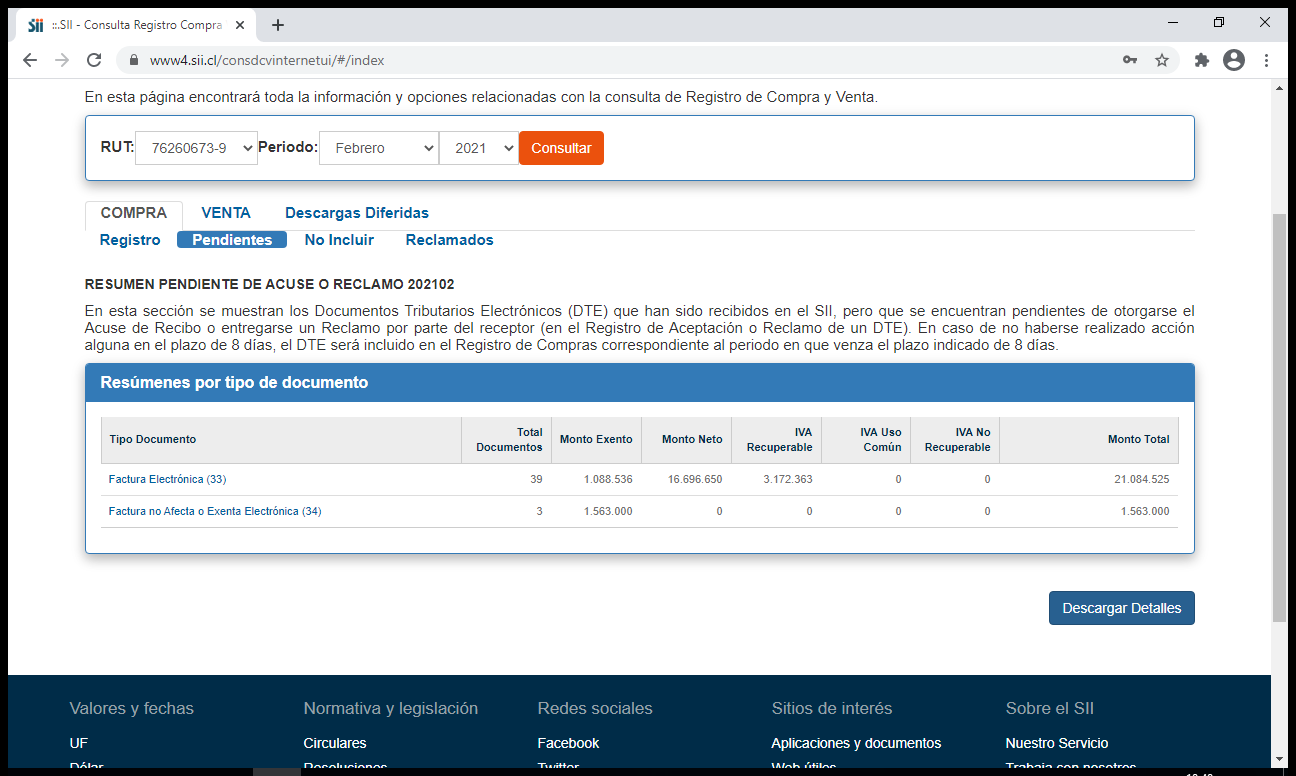 ::.SII - Consulta Registro Compra
www4.sii.cl/consdcvinternetui/#/index
En esta página encontrará toda la información y opciones relacionadas con la consulta de Registro de Compra y Venta.
RUT: 76260673-9 Periodo: Febrero 2021 Consultar
COMPRA VENTA Descargas Diferidas
Registro Pendientes No Incluir Reclamados
RESUMEN PENDIENTE DE ACUSE O RECLAMO 202102
En esta sección se muestran los Documentos Tributarios Electrónicos (DTE) que han sido recibidos en el SII, pero que se encuentran pendientes de otorgarse el
Acuse de Recibo o entregarse un Reclamo por parte del receptor (en el Registro de Aceptación o Reclamo de un DTE). En caso de no haberse realizado acción
alguna en el plazo de 8 días, el DTE será incluido en el Registro de Compras correspondiente al periodo en que venza el plazo indicado de 8 días.
Resúmenes por tipo de documento
Tipo Documento Total Documentos Monto Exento Monto Neto IVA Recuperable IVA Uso Común IVA No Recuperable Monto Total
Factura Electrónica (33) 39 1.088.536 16.696.650 3.172.363 0 0 21.084.525
Factura no Afecta o Exenta Electrónica (34) 3 1.563.000 0 0 0 0 1.563.000
Descargar Detalles
Valores y fechas Normativa y legislación Redes sociales Sitios de interés Sobre el SII
UF Circulares Facebook Aplicaciones y documentos Nuestro Servicio
Dólar Resoluciones Twitter Web útiles Trabaja con nosotros